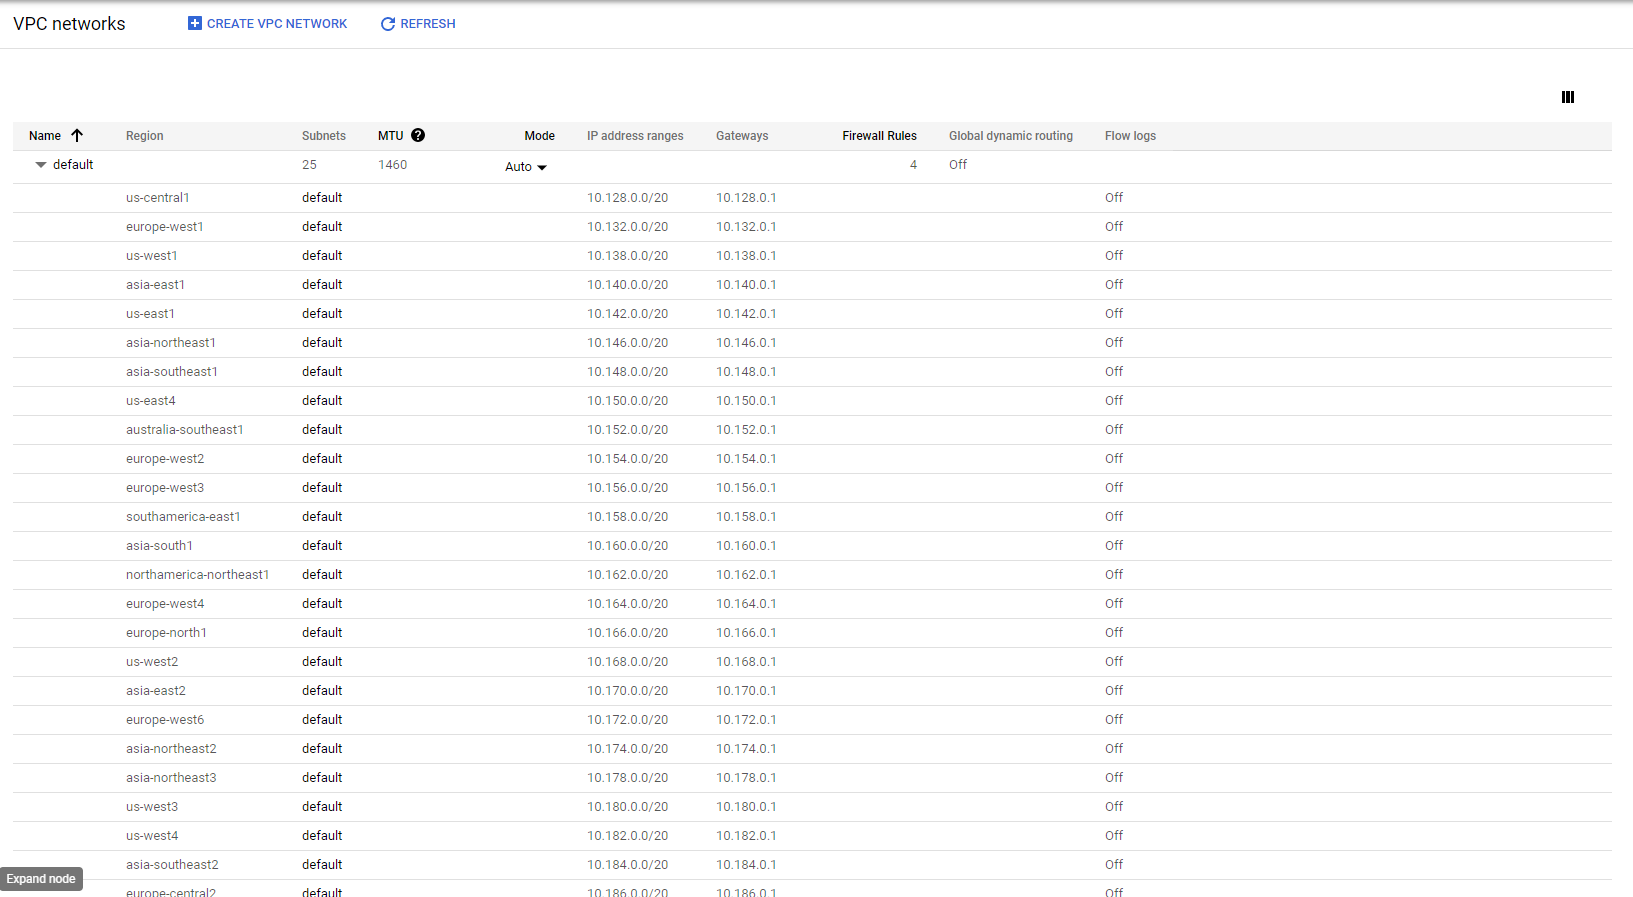 VPC networks CREATE VPC NETWORK REFRESH
Name Region Subnets MTU ? Mode IP address ranges Gateways Firewall Rules Global dynamic routing Flow logs
default 25 1460 Auto 4 Off
us-central1 default 10.128.0.0/20 10.128.0.1 Off
europe-west1 default 10.132.0.0/20 10.132.0.1 Off
us-west1 default 10.138.0.0/20 10.138.0.1 Off
asia-east1 default 10.140.0.0/20 10.140.0.1 Off
us-east1 default 10.142.0.0/20 10.142.0.1 Off
asia-northeast1 default 10.146.0.0/20 10.146.0.1 Off
asia-southeast1 default 10.148.0.0/20 10.148.0.1 Off
us-east4 default 10.150.0.0/20 10.150.0.1 Off
australia-southeast1 default 10.152.0.0/20 10.152.0.1 Off
europe-west2 default 10.154.0.0/20 10.154.0.1 Off
europe-west3 default 10.156.0.0/20 10.156.0.1 Off
southamerica-east1 default 10.158.0.0/20 10.158.0.1 Off
asia-south1 default 10.160.0.0/20 10.160.0.1 Off
northamerica-northeast1 default 10.162.0.0/20 10.162.0.1 Off
europe-west4 default 10.164.0.0/20 10.164.0.1 Off
europe-north1 default 10.166.0.0/20 10.166.0.1 Off
us-west2 default 10.168.0.0/20 10.168.0.1 Off
asia-east2 default 10.170.0.0/20 10.170.0.1 Off
europe-west6 default 10.172.0.0/20 10.172.0.1 Off
asia-northeast2 default 10.174.0.0/20 10.174.0.1 Off
asia-northeast3 default 10.178.0.0/20 10.178.0.1 Off
us-west3 default 10.180.0.0/20 10.180.0.1 Off
us-west4 default 10.182.0.0/20 10.182.0.1 Off
asia-southeast2 default 10.184.0.0/20 10.184.0.1 Off
Expand node
europe-central2 default 10.186.0.0/20 10.186.0.1 Off